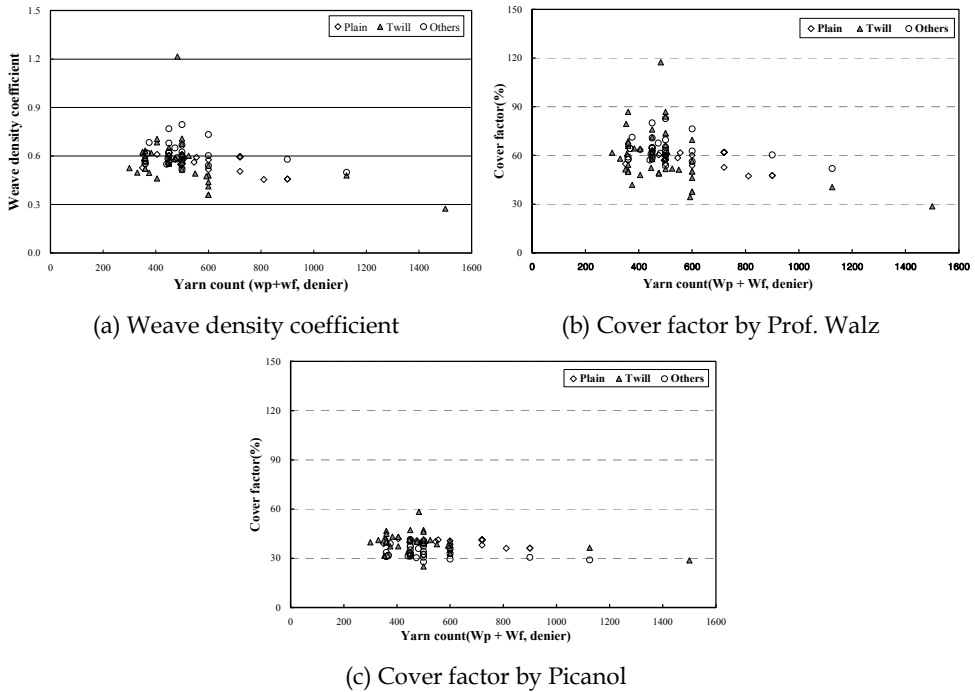 Plain Twill Others
Weave density coefficient
1.5
1.2
0.9
0.6
0.3
0.0
0 200 400 600 800 1000 1200 1400 1600
Yarn count (wp+wf, denier)
(a) Weave density coefficient
Plain Twill Others
Cover factor(%)
150
120
90
60
30
0
0 200 400 600 800 1000 1200 1400 1600
Yarn count(Wp + Wf, denier)
(b) Cover factor by Prof. Walz
Plain Twill Others
Cover factor(%)
150
120
90
60
30
0
0 200 400 600 800 1000 1200 1400 1600
Yarn count(Wp + Wf, denier)
(c) Cover factor by Picanol